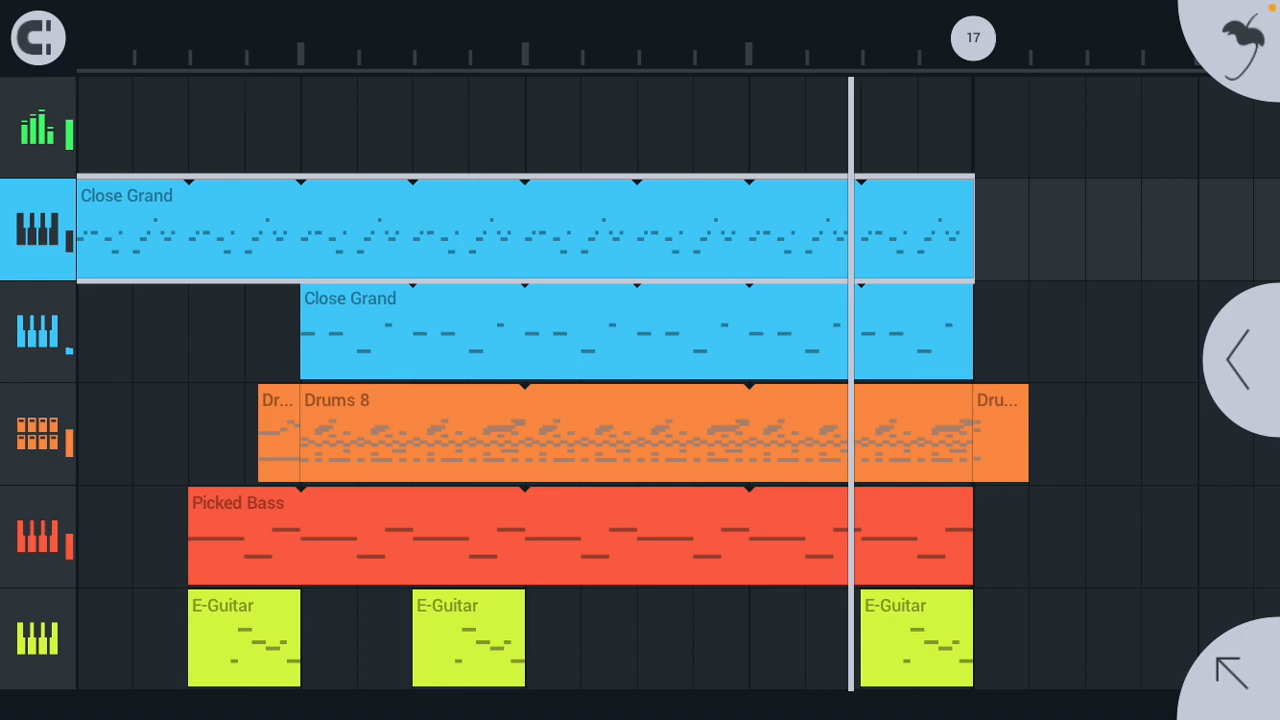 17
Close Grand
Close Grand
Dr... Drums 8 Dru...
Picked Bass
E-Guitar E-Guitar E-Guitar